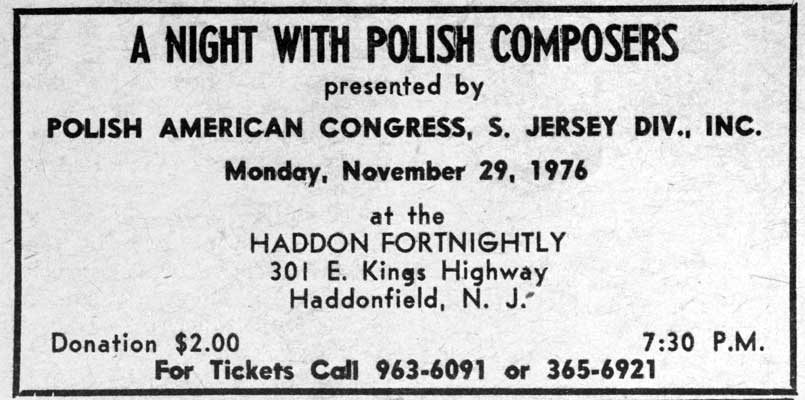 A NIGHT WITH POLISH COMPOSERS
presented by
POLISH AMERICAN CONGRESS, S. JERSEY DIV., INC.
Monday, November 29, 1976
at the
HADDON FORTNIGHTLY
301 E. Kings Highway
Haddonfield, N. J.
Donation $2.00 7:30 P.M.
For Tickets Call 963-6091 or 365-6921